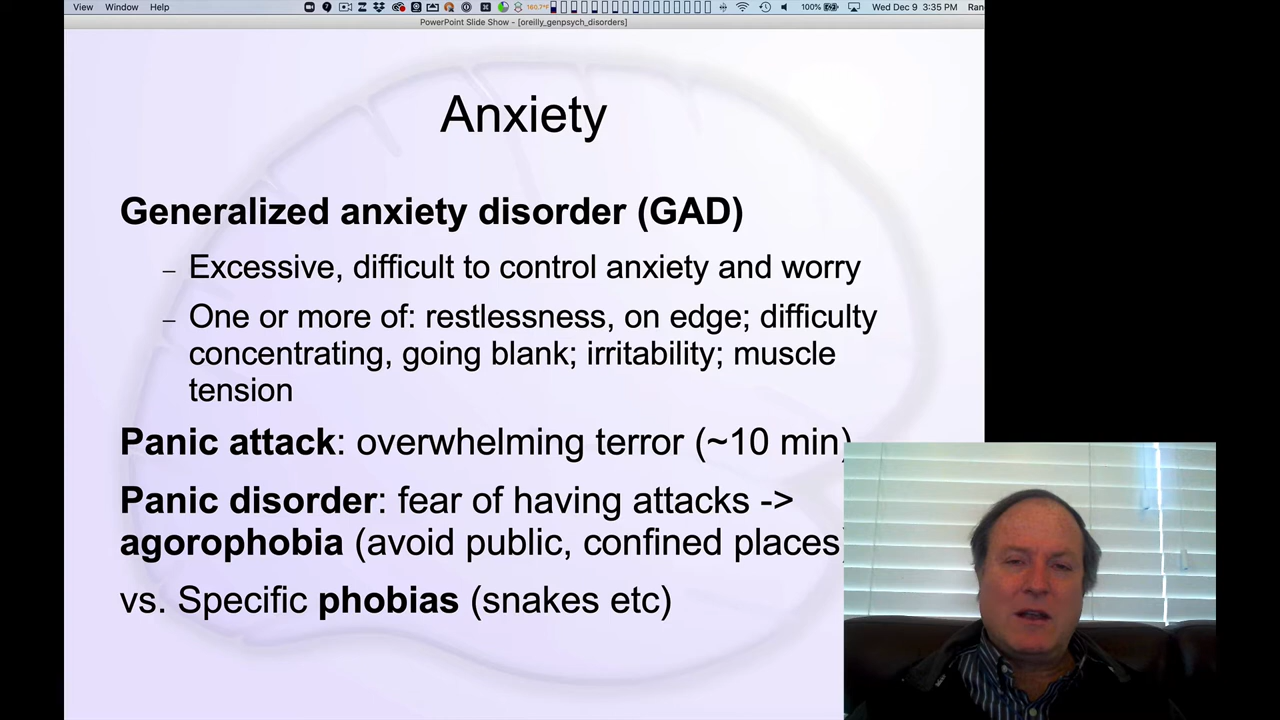 View Window Help 160.7°F 100% Wed Dec 9 3:35 PM Ran
PowerPoint Slide Show - [oreilly_genpsych_disorders]
Anxiety
Generalized anxiety disorder (GAD)
– Excessive, difficult to control anxiety and worry
– One or more of: restlessness, on edge; difficulty
concentrating, going blank; irritability; muscle
tension
Panic attack: overwhelming terror (~10 min)
Panic disorder: fear of having attacks ->
agorophobia (avoid public, confined places)
vs. Specific phobias (snakes etc)